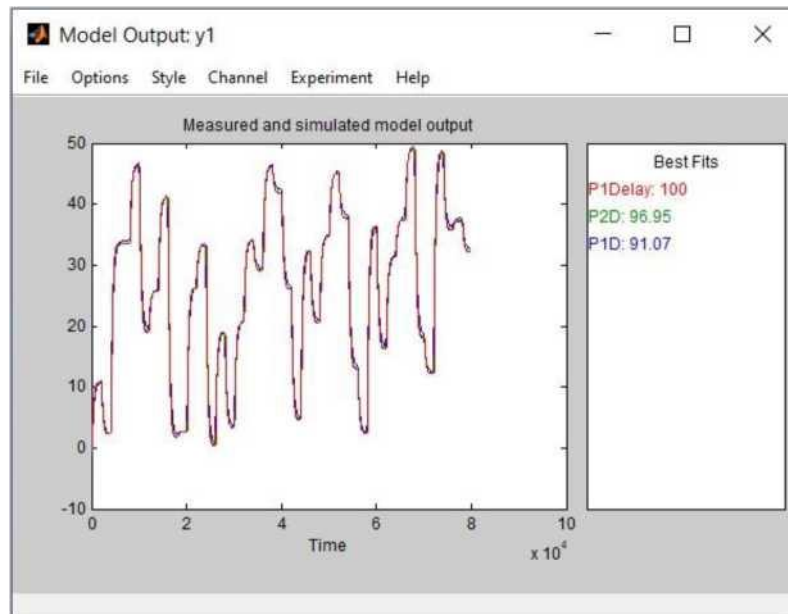 Model Output: y1
File Options Style Channel Experiment Help
Measured and simulated model output
50
40
30
20
10
0
-10
0 2 4 6 8 10
Time
x 10^4
Best Fits
P1Delay: 100
P2D: 96.95
P1D: 91.07